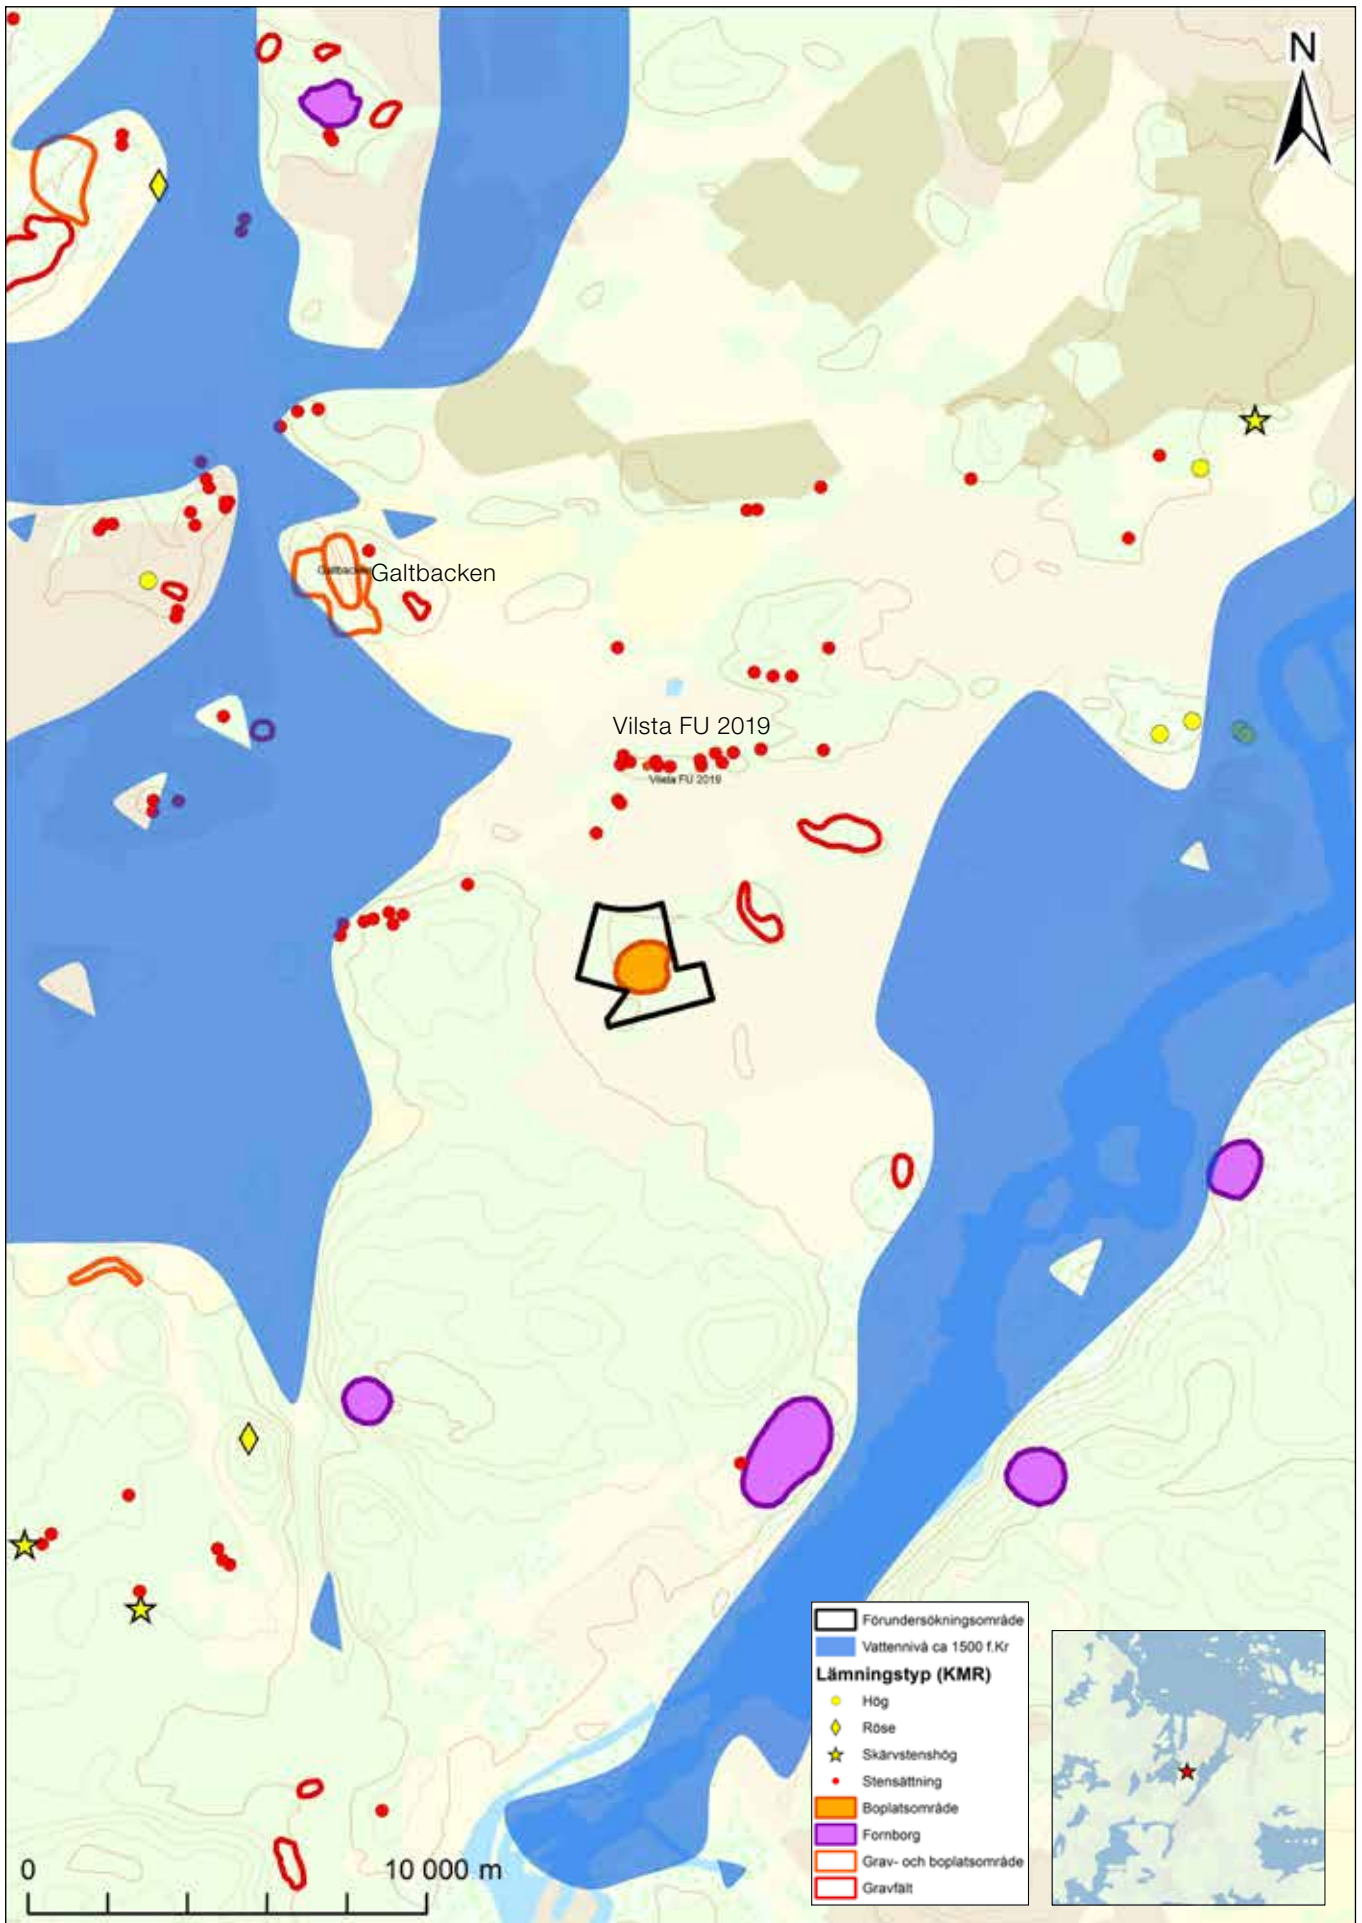 N
Galtbacken
Galtbacken
Vilsta FU 2019
Vilsta FU 2019
Förundersökningsområde
Vattennivå ca 1500 f.Kr
Lämningstyp (KMR)
Hög
Röse
Skärvstenshög
Stensättning
Boplatsområde
Fornborg
Grav- och boplatsområde
Gravfält
0 10 000 m